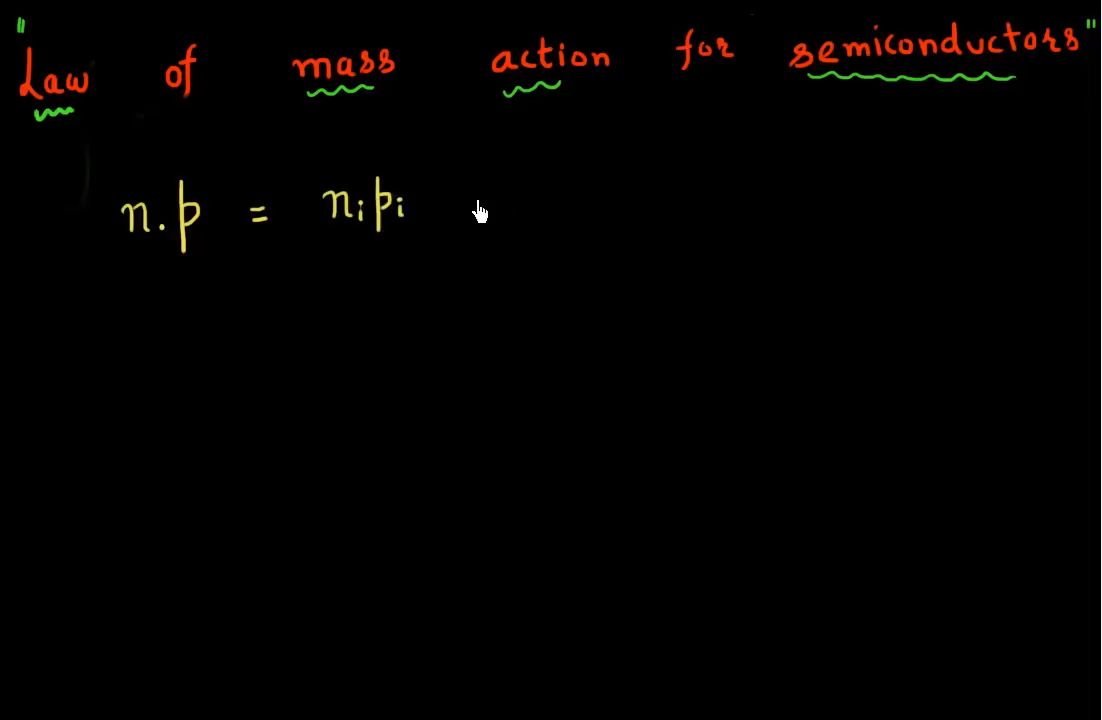 "Law of mass action for semiconductors"
n.p = nᵢpᵢ